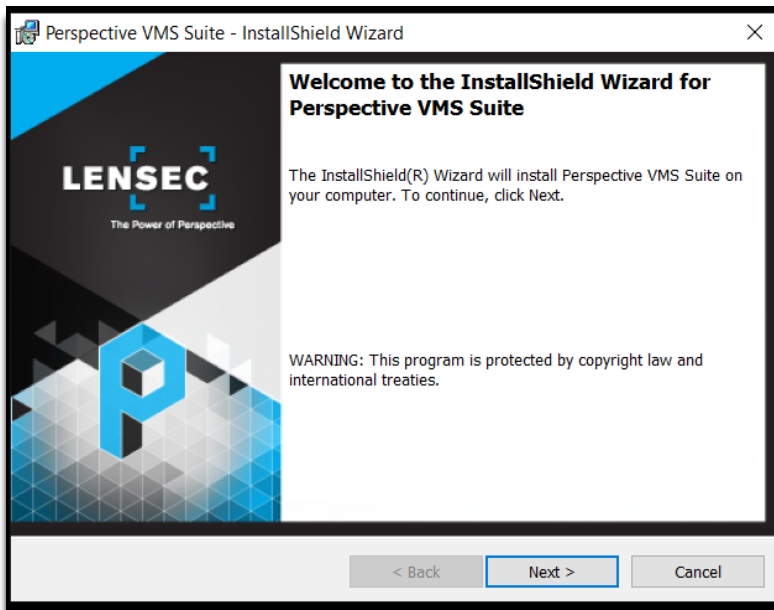 Perspective VMS Suite - InstallShield Wizard
Welcome to the InstallShield Wizard for
Perspective VMS Suite
LENSEC
The Power of Perspective
The InstallShield(R) Wizard will install Perspective VMS Suite on
your computer. To continue, click Next.
WARNING: This program is protected by copyright law and
international treaties.
< Back
Next >
Cancel